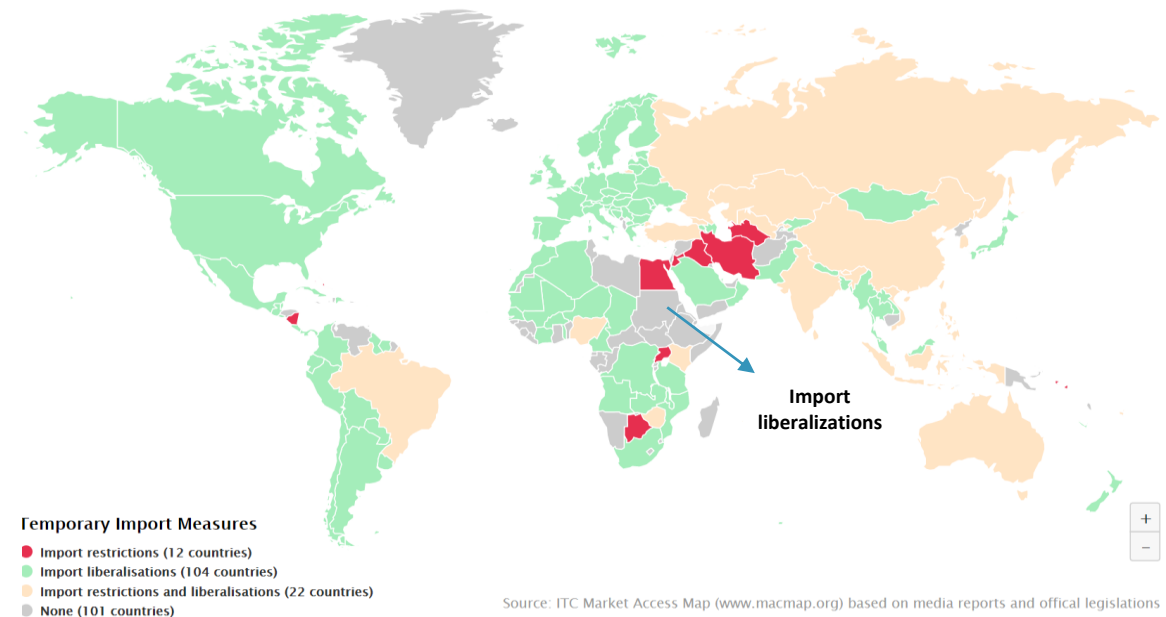 Import
liberalizations
Temporary Import Measures
Import restrictions (12 countries)
Import liberalisations (104 countries)
Import restrictions and liberalisations (22 countries)
None (101 countries)
+
−
Source: ITC Market Access Map (www.macmap.org) based on media reports and offical legislations